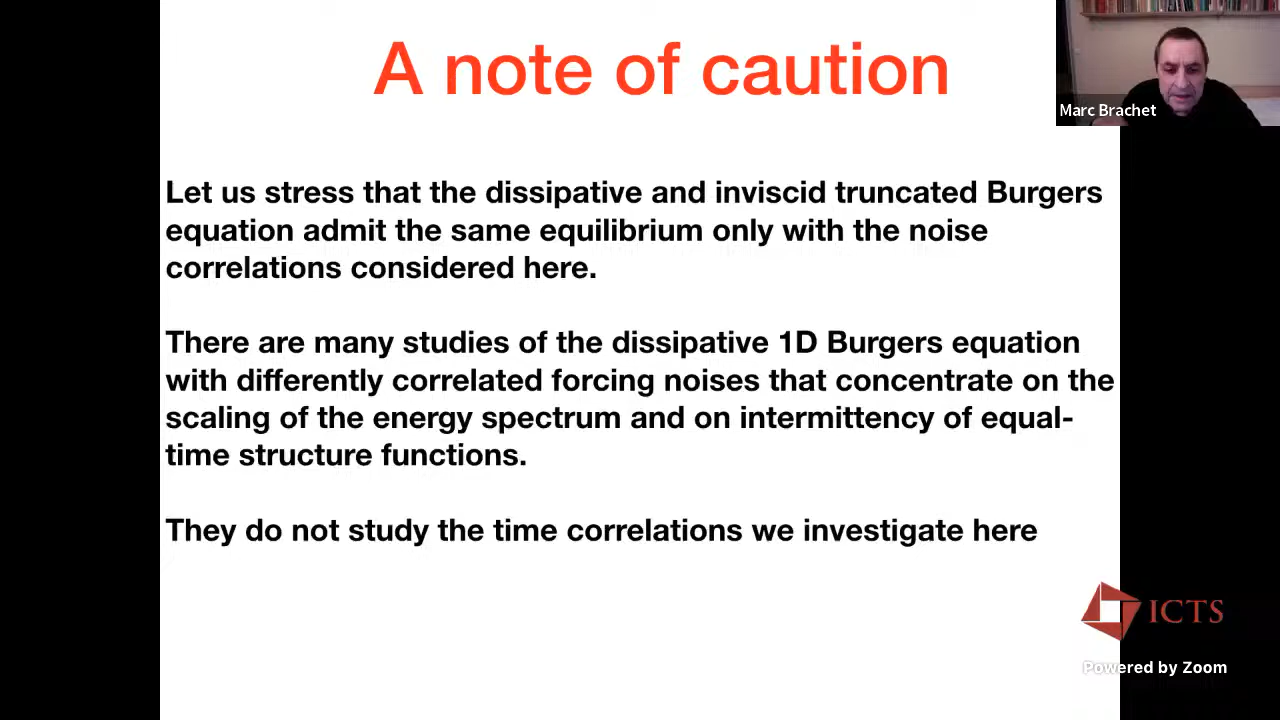 A note of caution
Marc Brachet
Let us stress that the dissipative and inviscid truncated Burgers
equation admit the same equilibrium only with the noise
correlations considered here.
There are many studies of the dissipative 1D Burgers equation
with differently correlated forcing noises that concentrate on the
scaling of the energy spectrum and on intermittency of equal-
time structure functions.
They do not study the time correlations we investigate here
ICTS
Powered by Zoom